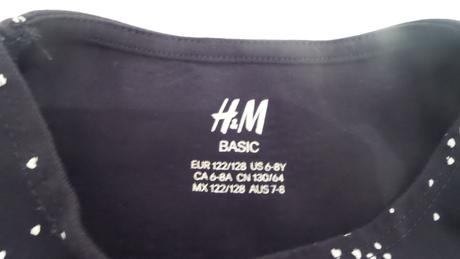 H&M
BASIC
EUR 122/128 US 6-8Y
CA 6-8A CN 130/64
MX 122/128 AUS 7-8